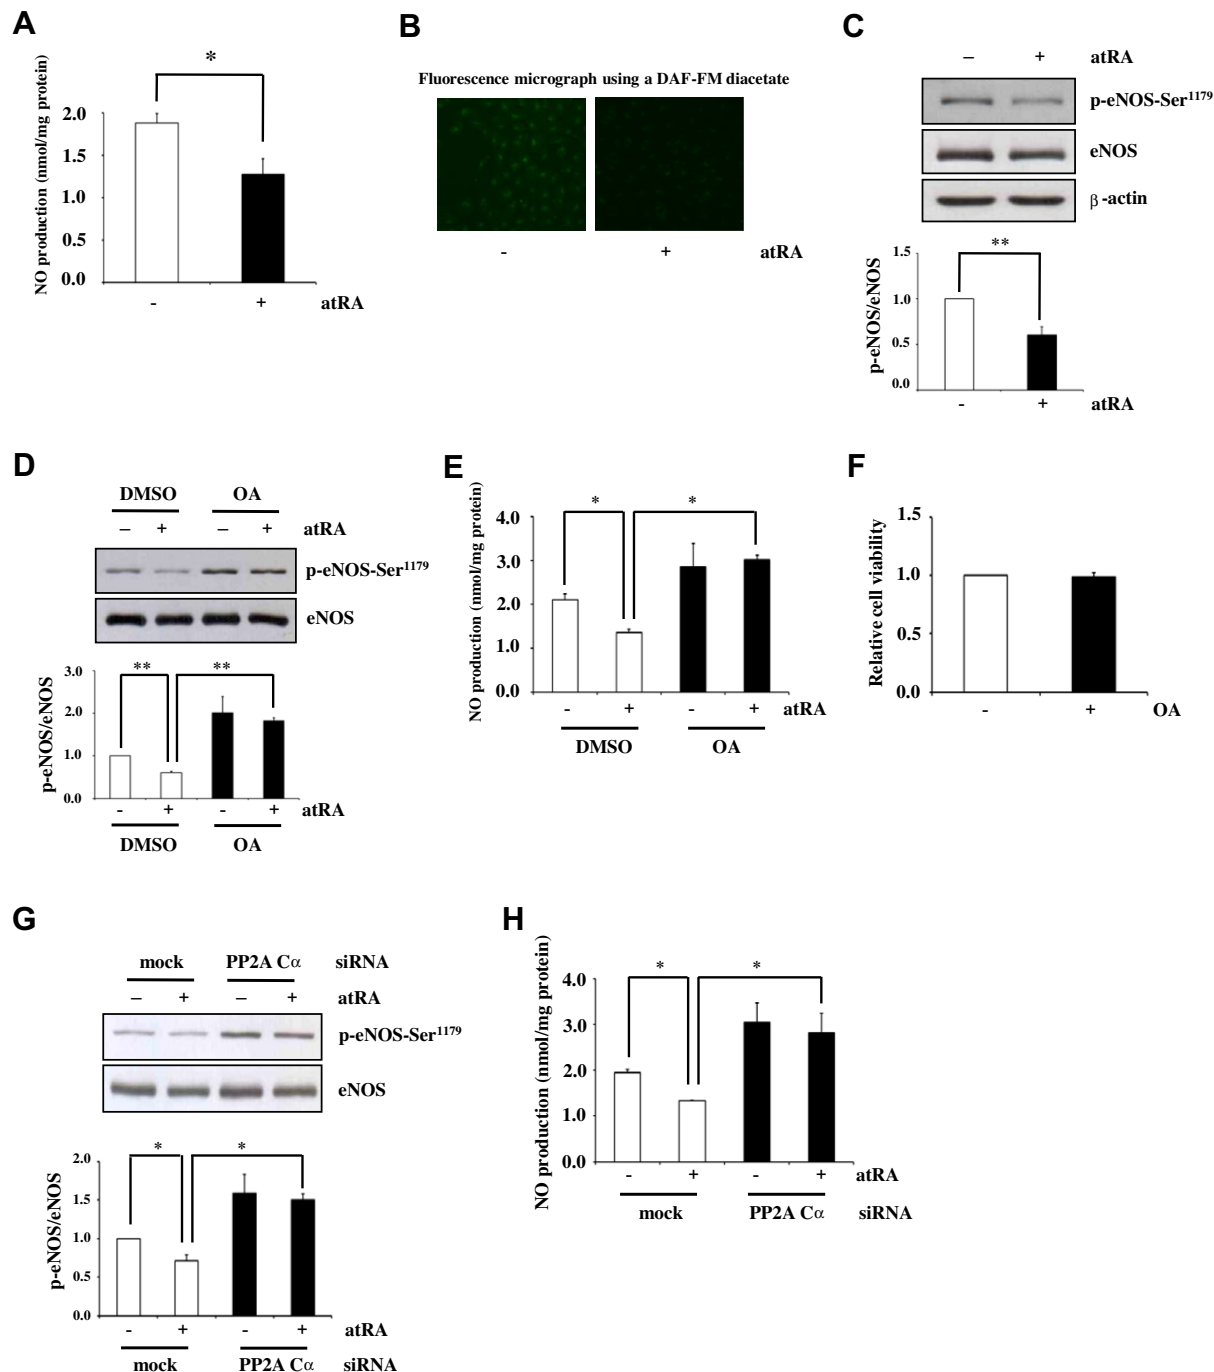 A
NO production (nmol/mg protein)
*
2.0
1.5
1.0
0.5
0.0
- + atRA
B
Fluorescence micrograph using a DAF-FM diacetate
- + atRA
C
– + atRA
p-eNOS-Ser1179
eNOS
β-actin
p-eNOS/eNOS
**
1.5
1.0
0.5
0.0
- + atRA
D
DMSO OA
– + – + atRA
p-eNOS-Ser1179
eNOS
p-eNOS/eNOS
** **
3.0
2.0
1.0
0.0
- + - + atRA
DMSO OA
E
NO production (nmol/mg protein)
* *
4.0
3.0
2.0
1.0
0.0
- + - + atRA
DMSO OA
F
Relative cell viability
1.5
1.0
0.5
0.0
- + OA
G
mock PP2A Cα siRNA
– + – + atRA
p-eNOS-Ser1179
eNOS
p-eNOS/eNOS
* *
2.0
1.5
1.0
0.5
0.0
- + - + atRA
mock PP2A Cα siRNA
H
NO production (nmol/mg protein)
* *
4.0
3.0
2.0
1.0
0.0
- + - + atRA
mock PP2A Cα siRNA